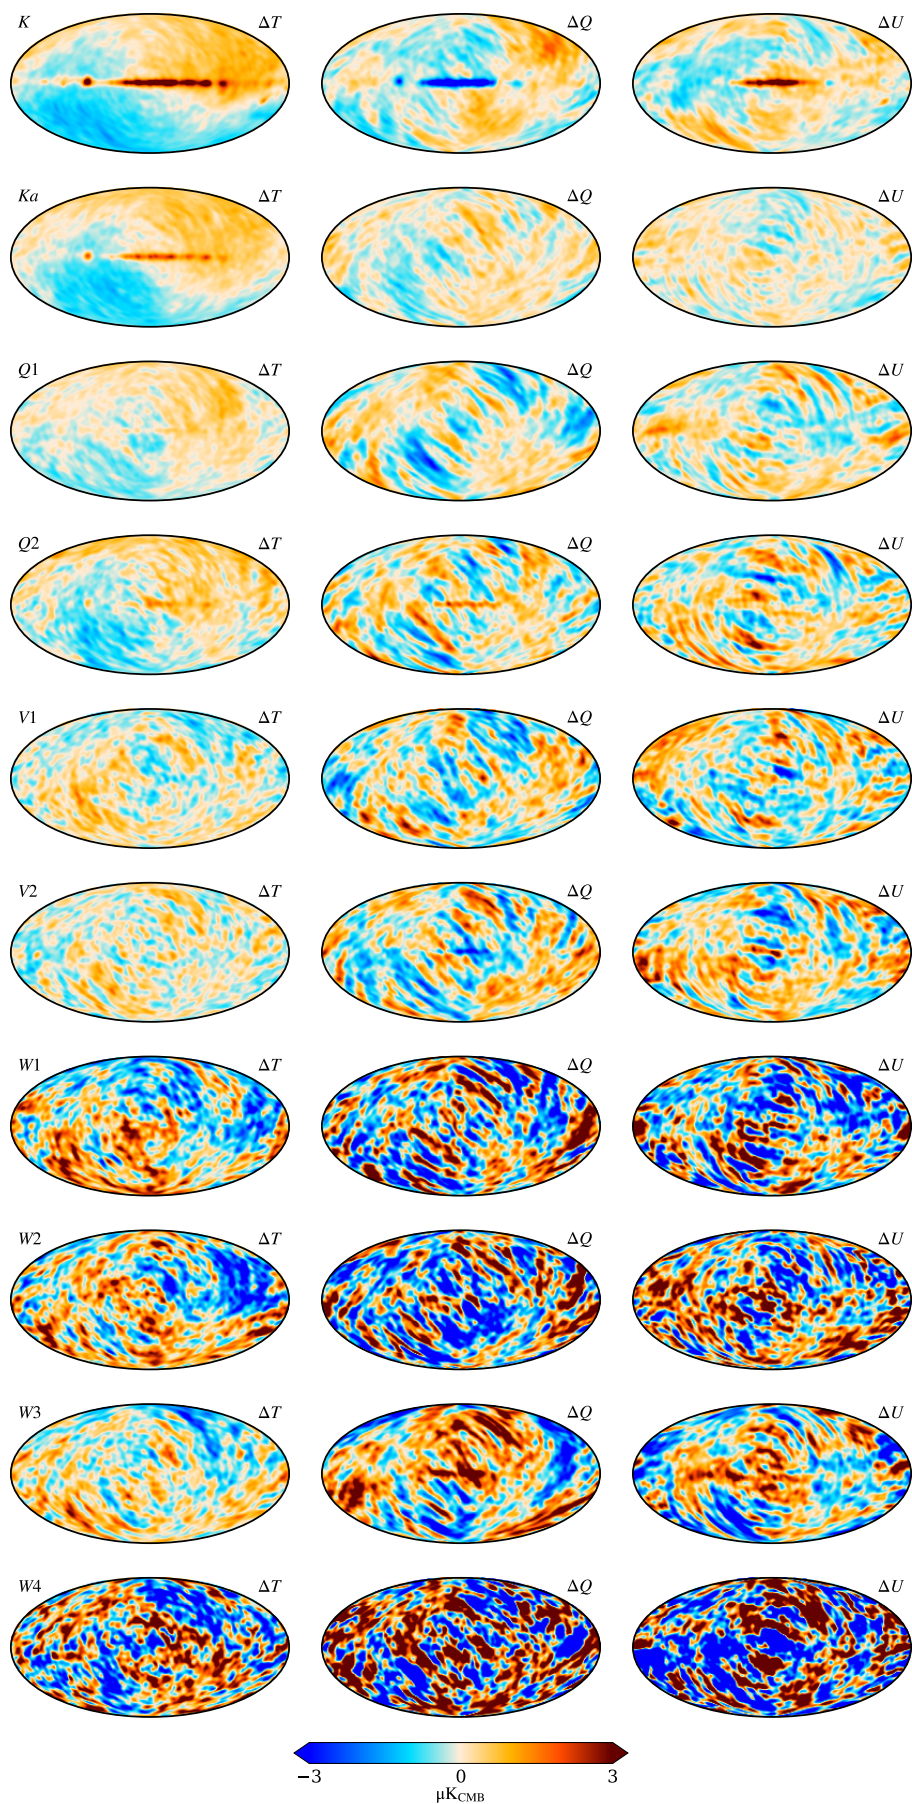 K ΔT ΔQ ΔU
Ka ΔT ΔQ ΔU
Q1 ΔT ΔQ ΔU
Q2 ΔT ΔQ ΔU
V1 ΔT ΔQ ΔU
V2 ΔT ΔQ ΔU
W1 ΔT ΔQ ΔU
W2 ΔT ΔQ ΔU
W3 ΔT ΔQ ΔU
W4 ΔT ΔQ ΔU
−3 0 3
μK_CMB